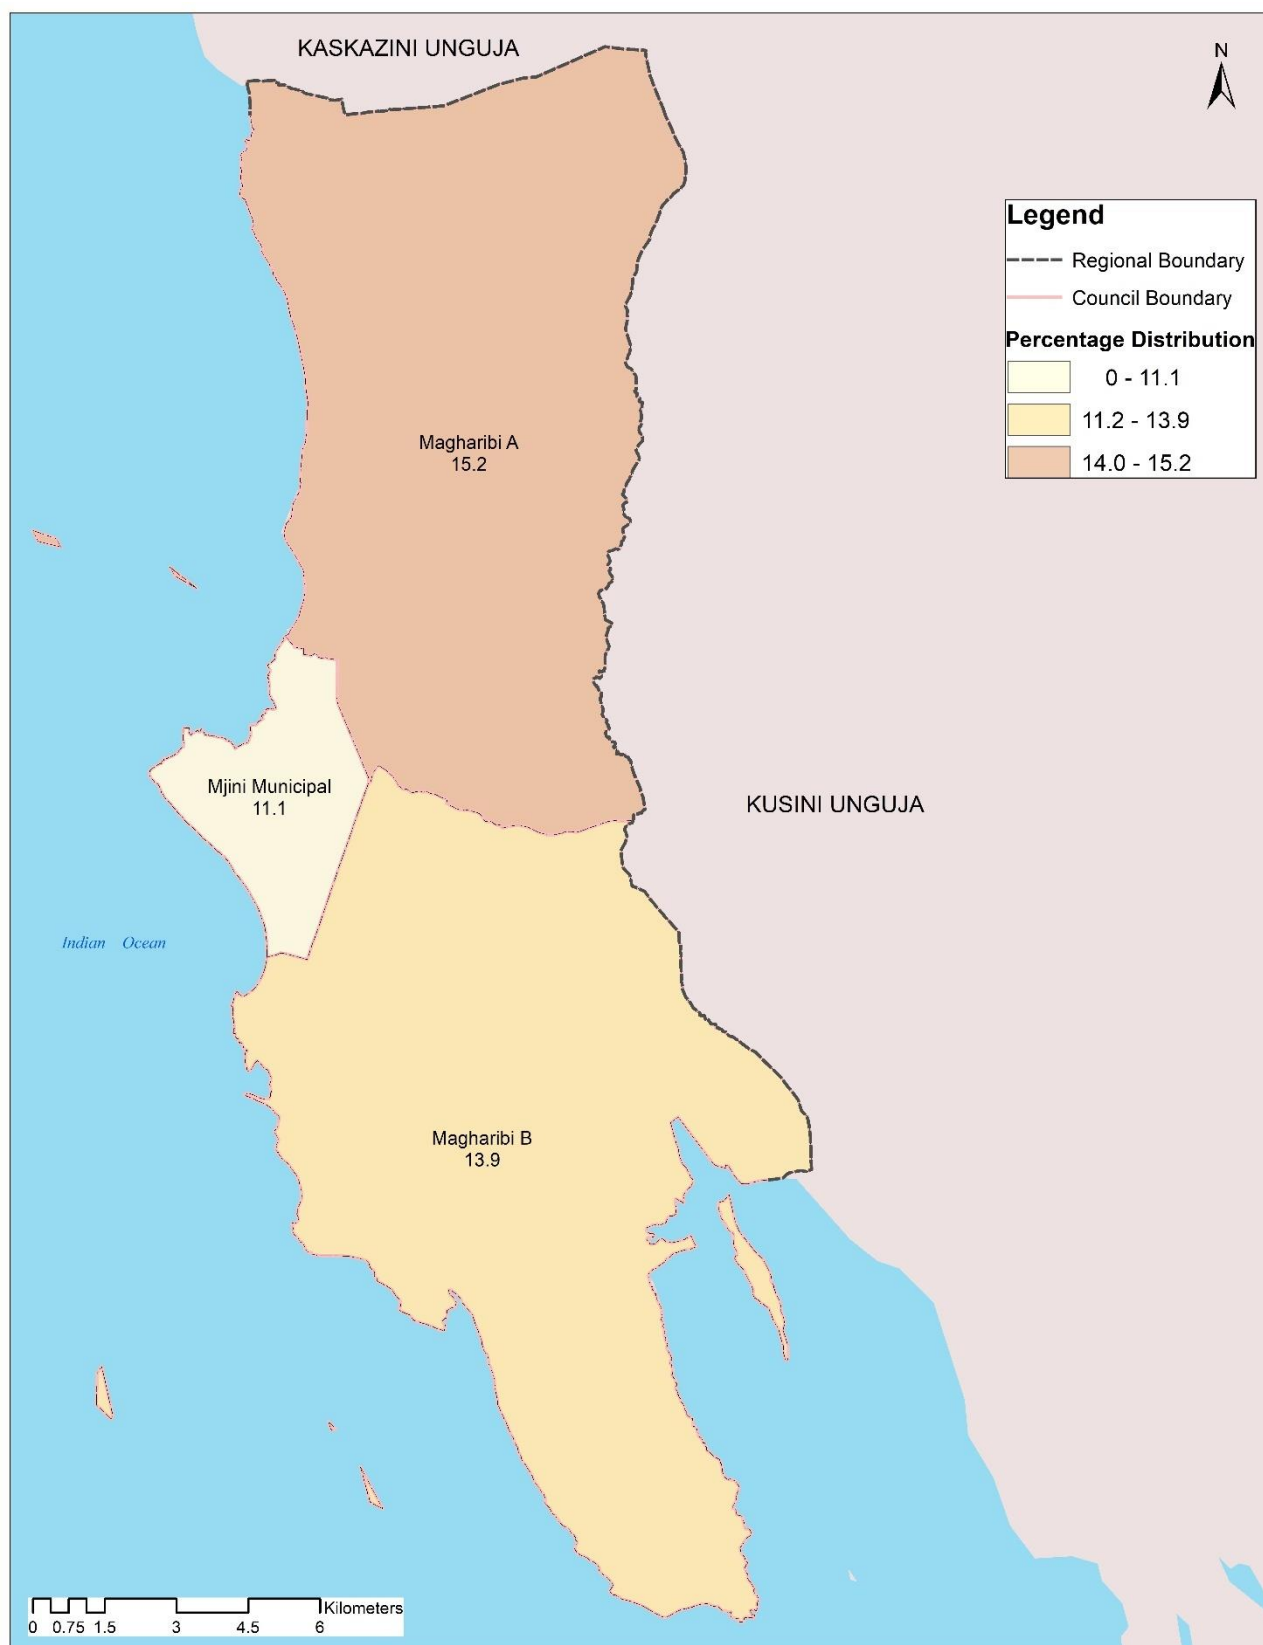 KASKAZINI UNGUJA
N
Legend
Regional Boundary
Council Boundary
Percentage Distribution
0 - 11.1
11.2 - 13.9
14.0 - 15.2
Magharibi A
15.2
Mjini Municipal
11.1
KUSINI UNGUJA
Indian Ocean
Magharibi B
13.9
Kilometers
0 0.75 1.5 3 4.5 6